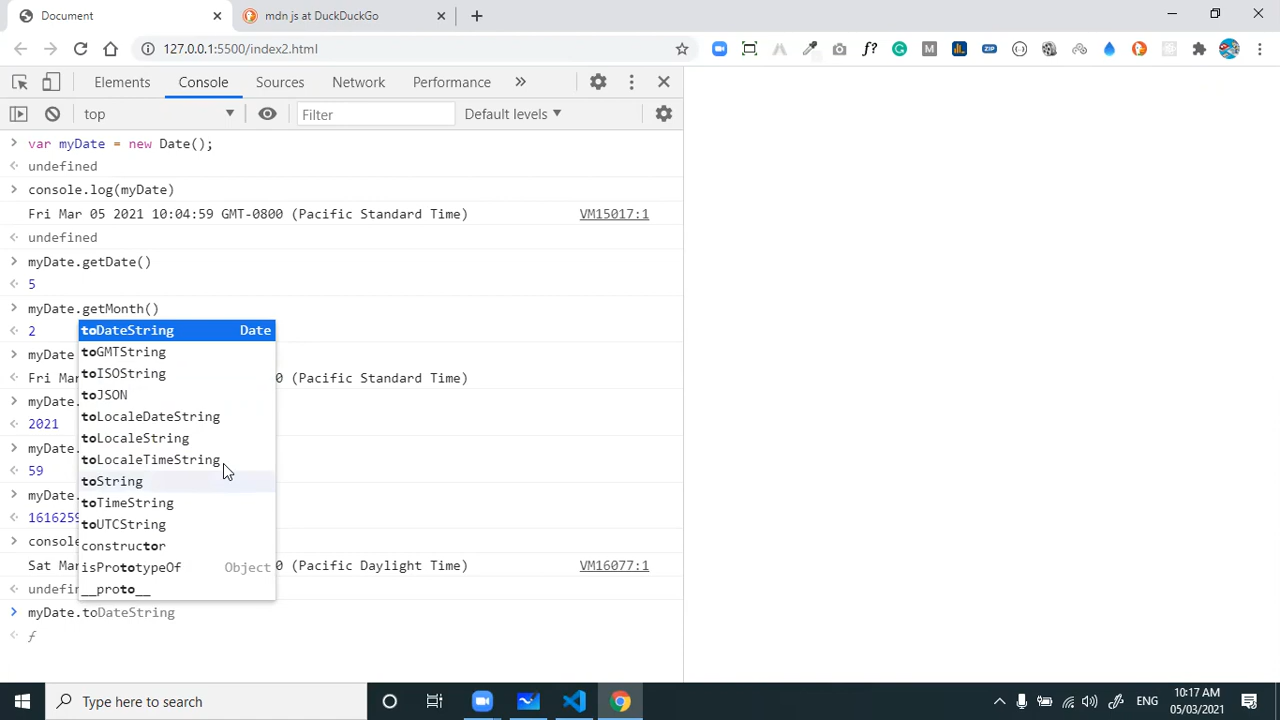 Document
mdn js at DuckDuckGo
127.0.0.1:5500/index2.html
Elements Console Sources Network Performance
top Filter Default levels
var myDate = new Date();
undefined
console.log(myDate)
Fri Mar 05 2021 10:04:59 GMT-0800 (Pacific Standard Time) VM15017:1
undefined
myDate.getDate()
5
myDate.getMonth()
2
myDate
Fri Mar 0 (Pacific Standard Time)
myDate.
2021
myDate.
59
myDate.
1616259
console
Sat Mar 0 (Pacific Daylight Time) VM16077:1
undefin
toDateString Date
toGMTString
toISOString
toJSON
toLocaleDateString
toLocaleString
toLocaleTimeString
toString
toTimeString
toUTCString
constructor
isPrototypeOf Object
__proto__
myDate.toDateString
f
Type here to search
ENG
10:17 AM
05/03/2021